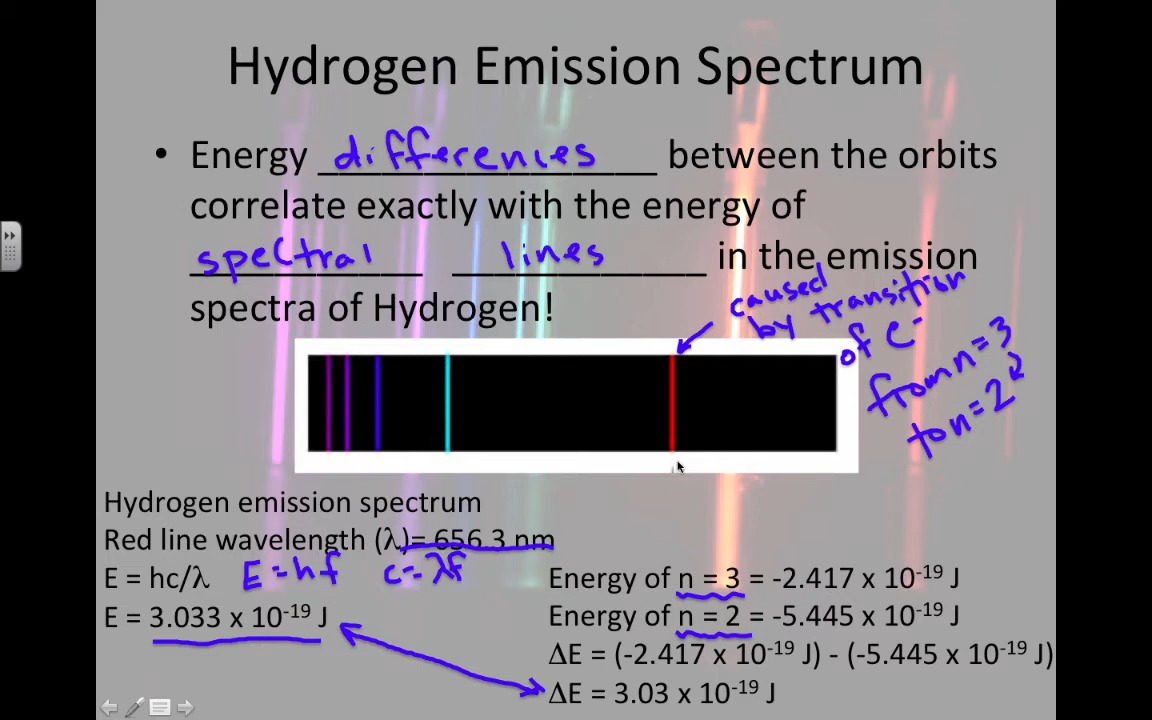 Hydrogen Emission Spectrum
• Energy differences between the orbits
correlate exactly with the energy of
spectral lines in the emission
spectra of Hydrogen!
caused
by transition
of e-
from n=3
to n=2
Hydrogen emission spectrum
Red line wavelength (λ)= 656.3 nm
E = hc/λ E=hf c=λf
E = 3.033 x 10⁻¹⁹ J
Energy of n = 3 = -2.417 x 10⁻¹⁹ J
Energy of n = 2 = -5.445 x 10⁻¹⁹ J
ΔE = (-2.417 x 10⁻¹⁹ J) - (-5.445 x 10⁻¹⁹ J)
ΔE = 3.03 x 10⁻¹⁹ J